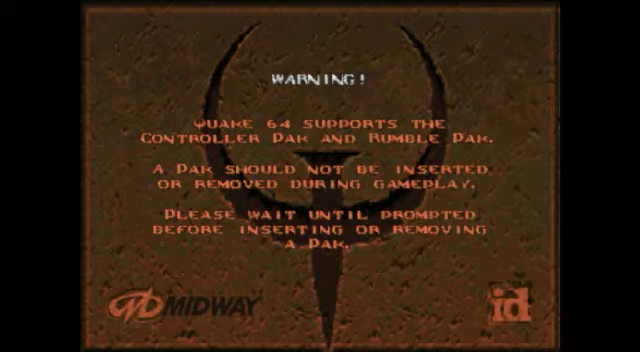 WARNING!
QUAKE 64 SUPPORTS THE
CONTROLLER PAK AND RUMBLE PAK.
A PAK SHOULD NOT BE INSERTED
OR REMOVED DURING GAMEPLAY.
PLEASE WAIT UNTIL PROMPTED
BEFORE INSERTING OR REMOVING
A PAK.
MIDWAY
id